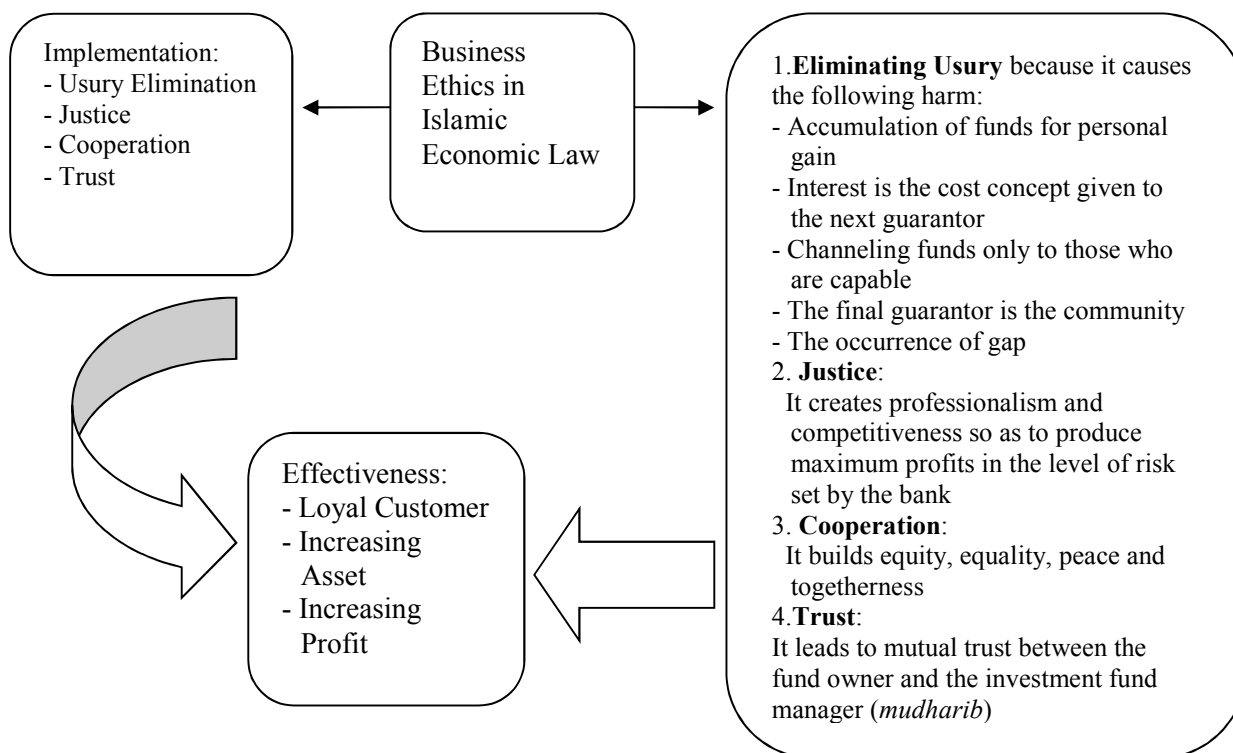 Implementation:
- Usury Elimination
- Justice
- Cooperation
- Trust
Business
Ethics in
Islamic
Economic Law
1.Eliminating Usury because it causes
the following harm:
- Accumulation of funds for personal
gain
- Interest is the cost concept given to
the next guarantor
- Channeling funds only to those who
are capable
- The final guarantor is the community
- The occurrence of gap
2. Justice:
It creates professionalism and
competitiveness so as to produce
maximum profits in the level of risk
set by the bank
3. Cooperation:
It builds equity, equality, peace and
togetherness
4.Trust:
It leads to mutual trust between the
fund owner and the investment fund
manager (mudharib)
Effectiveness:
- Loyal Customer
- Increasing
Asset
- Increasing
Profit